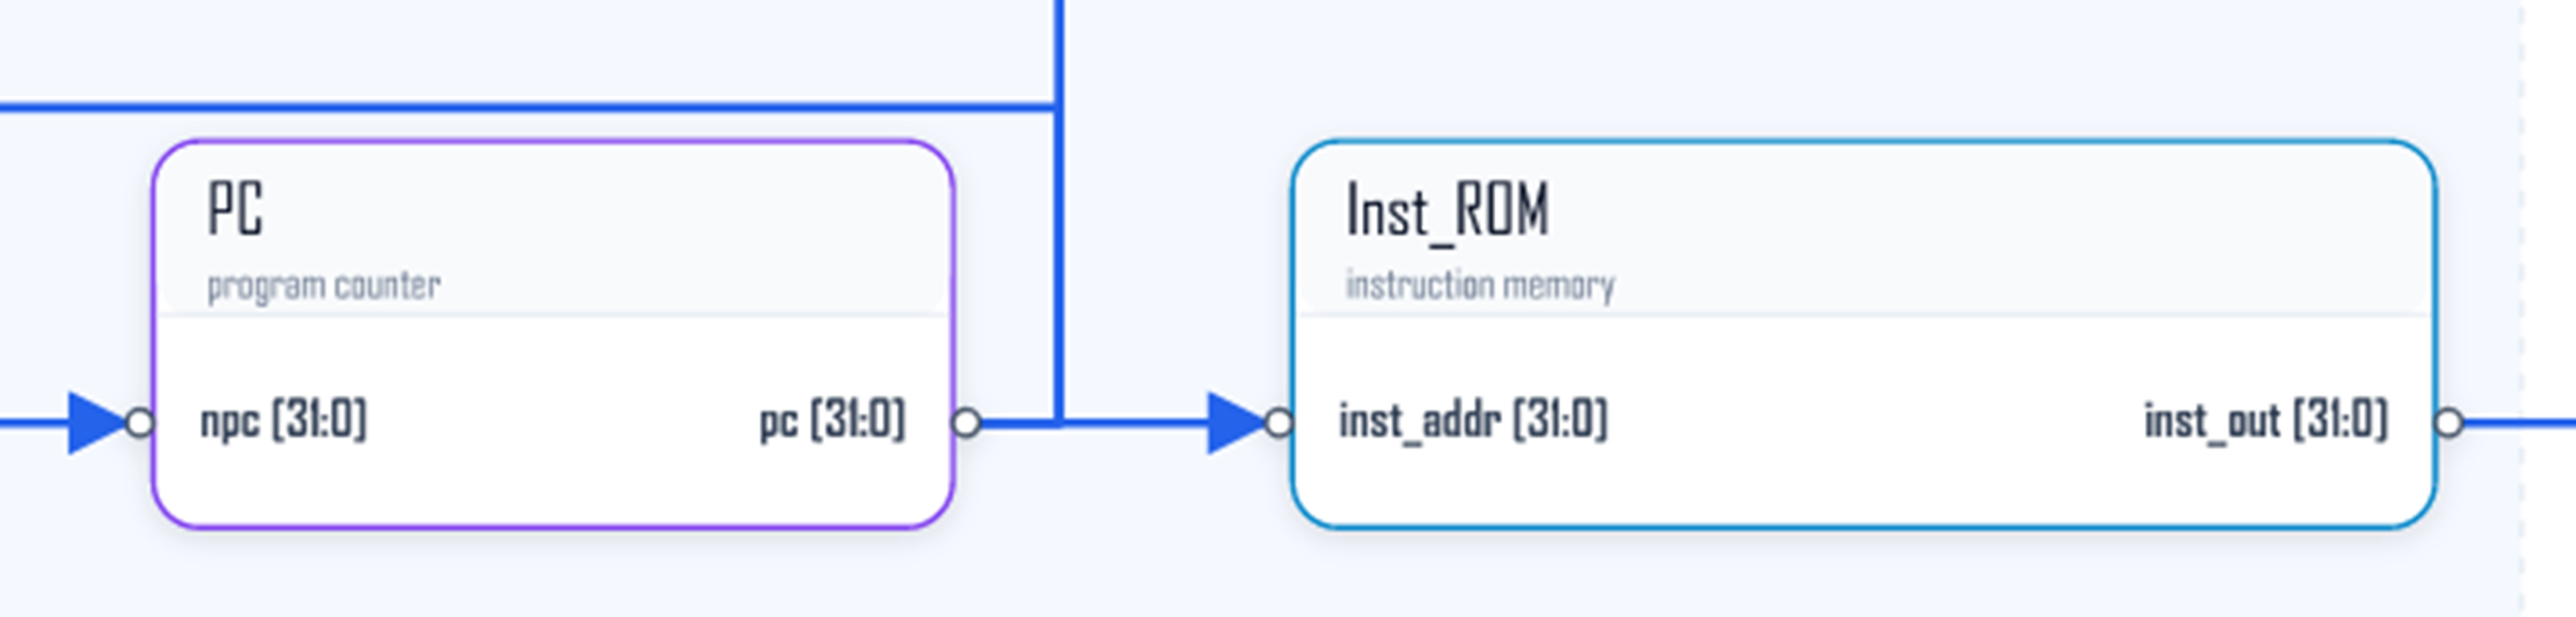 PC
program counter
npc [31:0]
pc [31:0]
Inst_ROM
instruction memory
inst_addr [31:0]
inst_out [31:0]